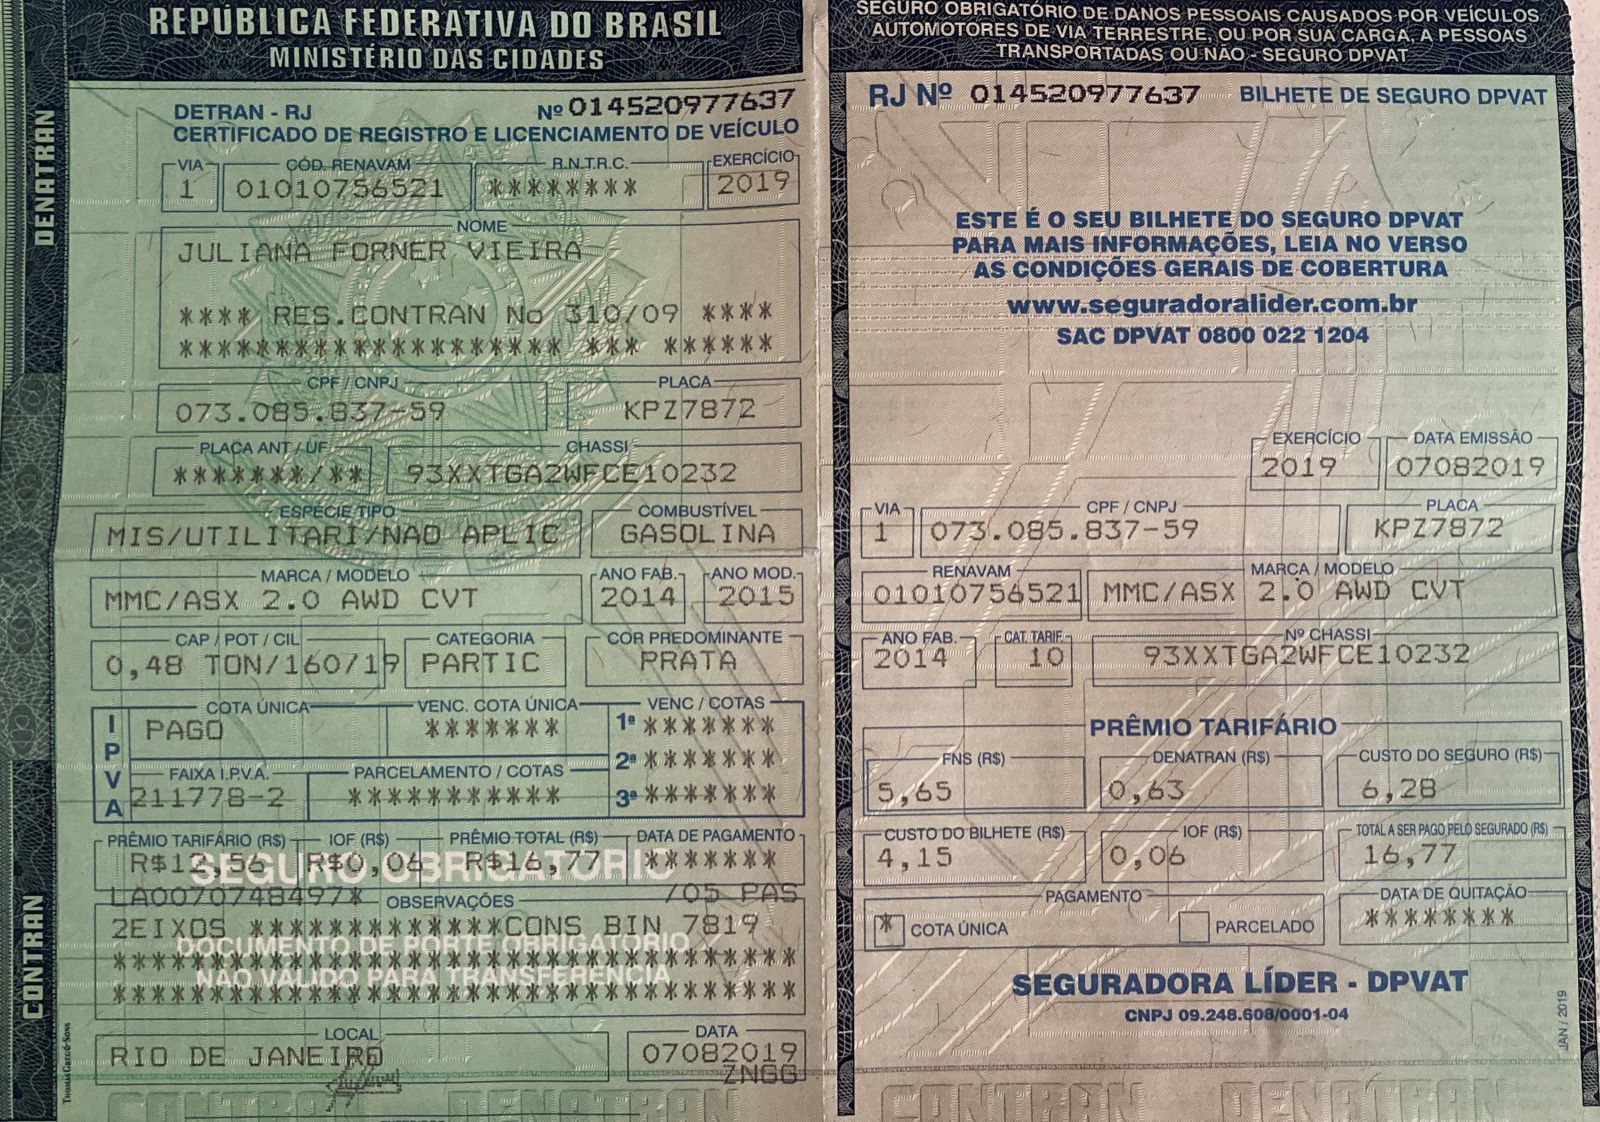 REPÚBLICA FEDERATIVA DO BRASIL
MINISTÉRIO DAS CIDADES
DENATRAN
CONTRAN
DETRAN - RJ Nº 014520977637
CERTIFICADO DE REGISTRO E LICENCIAMENTO DE VEÍCULO
VIA CÓD. RENAVAM R.N.T.R.C. EXERCÍCIO
1 01010756521 ******** 2019
NOME
JULIANA FORNER VIEIRA
**** RES.CONTRAN No 310/09 ****
******************** *** ******
CPF / CNPJ PLACA
073.085.837-59 KPZ7872
PLACA ANT / UF CHASSI
*******/** 93XXTGA2WFCE10232
ESPÉCIE TIPO COMBUSTÍVEL
MIS/UTILITARI/NAO APLIC GASOLINA
MARCA / MODELO ANO FAB. ANO MOD.
MMC/ASX 2.0 AWD CVT 2014 2015
CAP / POT / CIL CATEGORIA COR PREDOMINANTE
0,48 TON/160/19 PARTIC PRATA
IPVA
COTA ÚNICA VENC. COTA ÚNICA VENC / COTAS
PAGO ******* 1ª *******
2ª *******
FAIXA I.P.V.A. PARCELAMENTO / COTAS
211778-2 *********** 3ª *******
PRÊMIO TARIFÁRIO (R$) IOF (R$) PRÊMIO TOTAL (R$) DATA DE PAGAMENTO
R$12,56 R$0,06 R$16,77 *******
SEGURO OBRIGATÓRIO
LA0070748497* /05 PAS
OBSERVAÇÕES
2EIXOS *************CONS BIN 7819
DOCUMENTO DE PORTE OBRIGATÓRIO
***********************************
NÃO VÁLIDO PARA TRANSFERÊNCIA
***********************************
LOCAL DATA
RIO DE JANEIRO 07082019
ZNGG
THOMAS GREG & SONS
CONTRAN DENATRAN
SEGURO OBRIGATÓRIO DE DANOS PESSOAIS CAUSADOS POR VEÍCULOS
AUTOMOTORES DE VIA TERRESTRE, OU POR SUA CARGA, A PESSOAS
TRANSPORTADAS OU NÃO - SEGURO DPVAT
RJ Nº 014520977637 BILHETE DE SEGURO DPVAT
ESTE É O SEU BILHETE DO SEGURO DPVAT
PARA MAIS INFORMAÇÕES, LEIA NO VERSO
AS CONDIÇÕES GERAIS DE COBERTURA
www.seguradoralider.com.br
SAC DPVAT 0800 022 1204
EXERCÍCIO DATA EMISSÃO
2019 07082019
VIA CPF / CNPJ PLACA
1 073.085.837-59 KPZ7872
RENAVAM MARCA / MODELO
01010756521 MMC/ASX 2.0 AWD CVT
ANO FAB. CAT. TARIF. Nº CHASSI
2014 10 93XXTGA2WFCE10232
PRÊMIO TARIFÁRIO
FNS (R$) DENATRAN (R$) CUSTO DO SEGURO (R$)
5,65 0,63 6,28
CUSTO DO BILHETE (R$) IOF (R$) TOTAL A SER PAGO PELO SEGURADO (R$)
4,15 0,06 16,77
PAGAMENTO DATA DE QUITAÇÃO
* COTA ÚNICA PARCELADO ********
SEGURADORA LÍDER - DPVAT
CNPJ 09.248.608/0001-04
JAN / 2019
CONTRAN DENATRAN